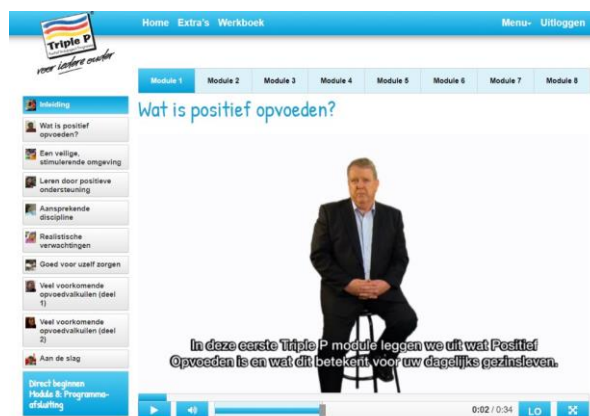 Home Extra's Werkboek
Menu- Uitloggen
Triple P
voor iedere ouder
Module 1 Module 2 Module 3 Module 4 Module 5 Module 6 Module 7 Module 8
Inleiding
Wat is positief
opvoeden?
Een veilige,
stimulerende omgeving
Leren door positieve
ondersteuning
Aansprekende
discipline
Realistische
verwachtingen
Goed voor uzelf zorgen
Veel voorkomende
opvoedvalkuilen (deel
1)
Veel voorkomende
opvoedvalkuilen (deel
2)
Aan de slag
Direct beginnen
Module 8: Programma-
afsluiting
Wat is positief opvoeden?
In deze eerste Triple P module leggen we uit wat Positief
Opvoeden is en wat dit betekent voor uw dagelijks gezinsleven.
0:02 / 0:34 LO